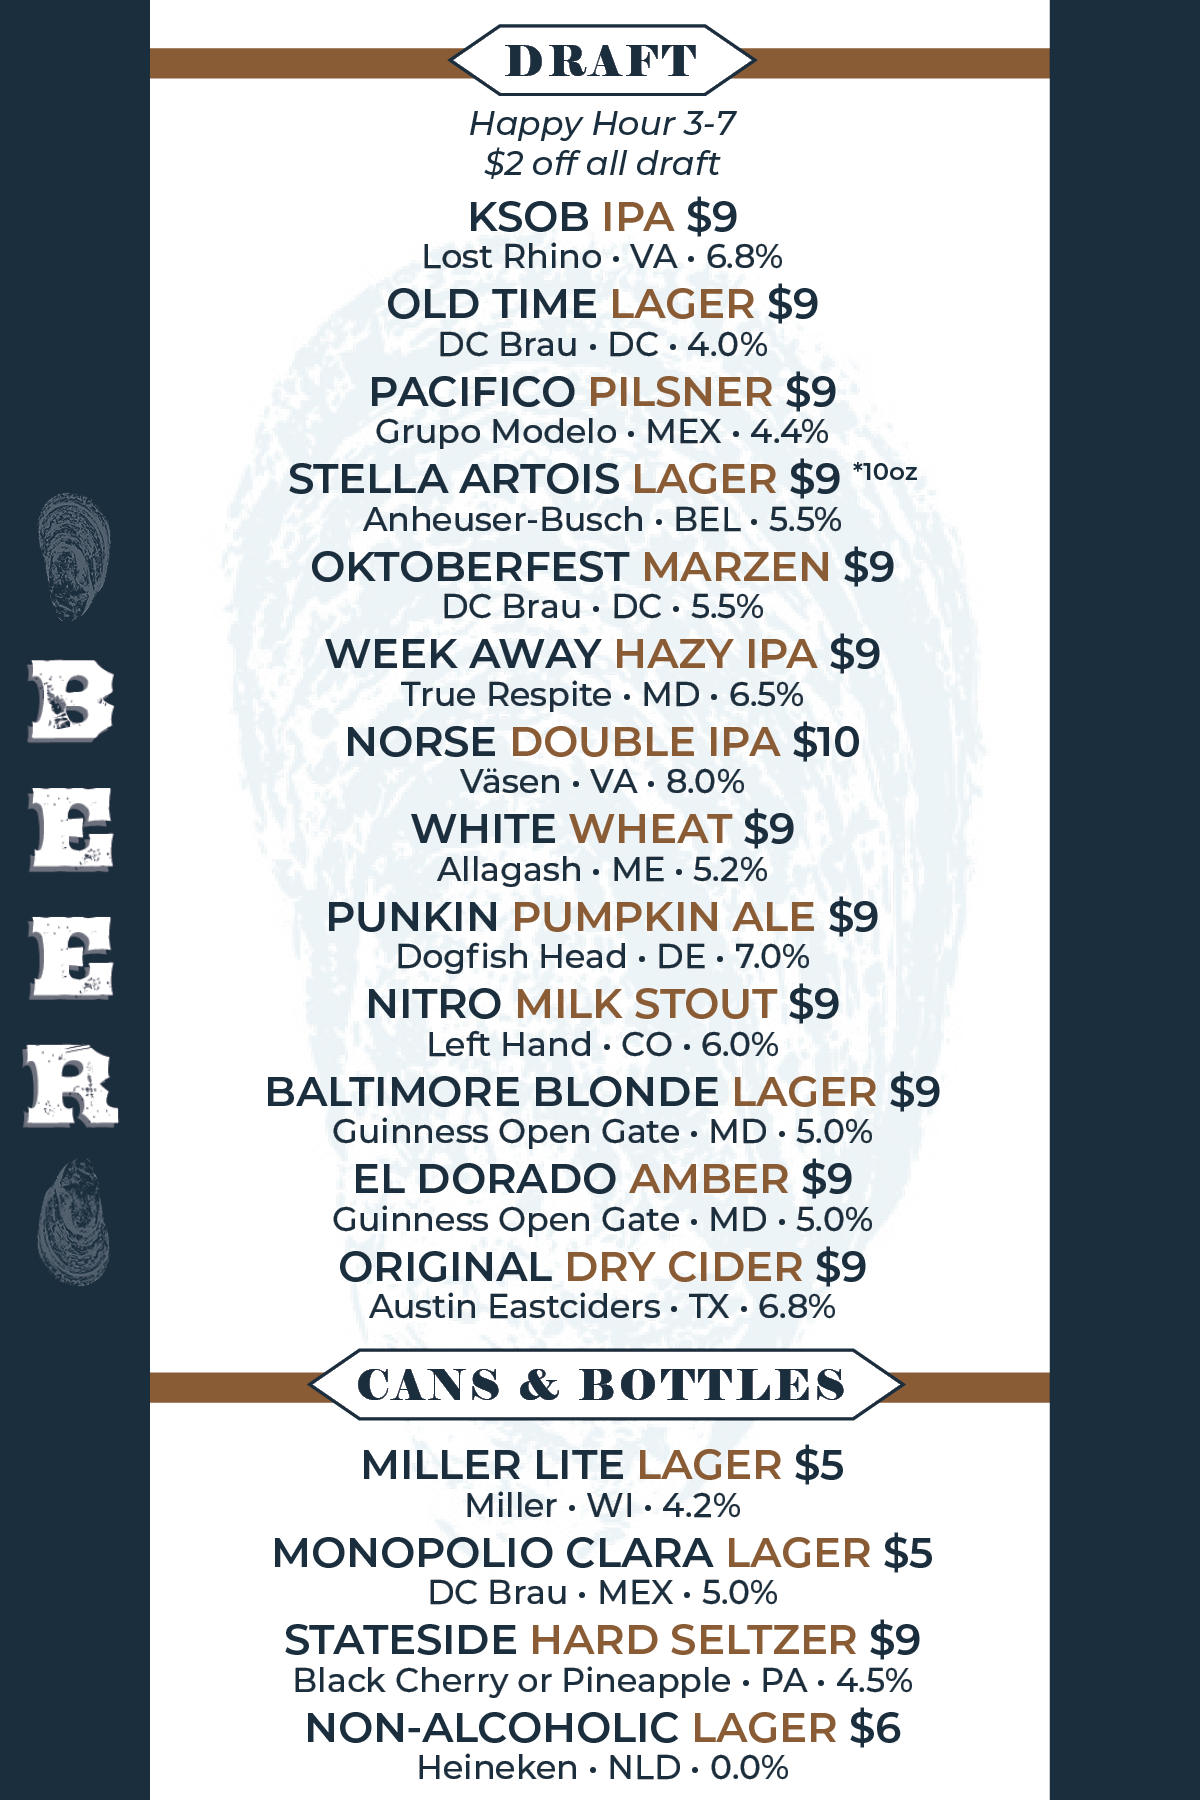 BEER
DRAFT
Happy Hour 3-7
$2 off all draft
KSOB IPA $9
Lost Rhino • VA • 6.8%
OLD TIME LAGER $9
DC Brau • DC • 4.0%
PACIFICO PILSNER $9
Grupo Modelo • MEX • 4.4%
STELLA ARTOIS LAGER $9 *10oz
Anheuser-Busch • BEL • 5.5%
OKTOBERFEST MARZEN $9
DC Brau • DC • 5.5%
WEEK AWAY HAZY IPA $9
True Respite • MD • 6.5%
NORSE DOUBLE IPA $10
Väsen • VA • 8.0%
WHITE WHEAT $9
Allagash • ME • 5.2%
PUNKIN PUMPKIN ALE $9
Dogfish Head • DE • 7.0%
NITRO MILK STOUT $9
Left Hand • CO • 6.0%
BALTIMORE BLONDE LAGER $9
Guinness Open Gate • MD • 5.0%
EL DORADO AMBER $9
Guinness Open Gate • MD • 5.0%
ORIGINAL DRY CIDER $9
Austin Eastciders • TX • 6.8%
CANS & BOTTLES
MILLER LITE LAGER $5
Miller • WI • 4.2%
MONOPOLIO CLARA LAGER $5
DC Brau • MEX • 5.0%
STATESIDE HARD SELTZER $9
Black Cherry or Pineapple • PA • 4.5%
NON-ALCOHOLIC LAGER $6
Heineken • NLD • 0.0%